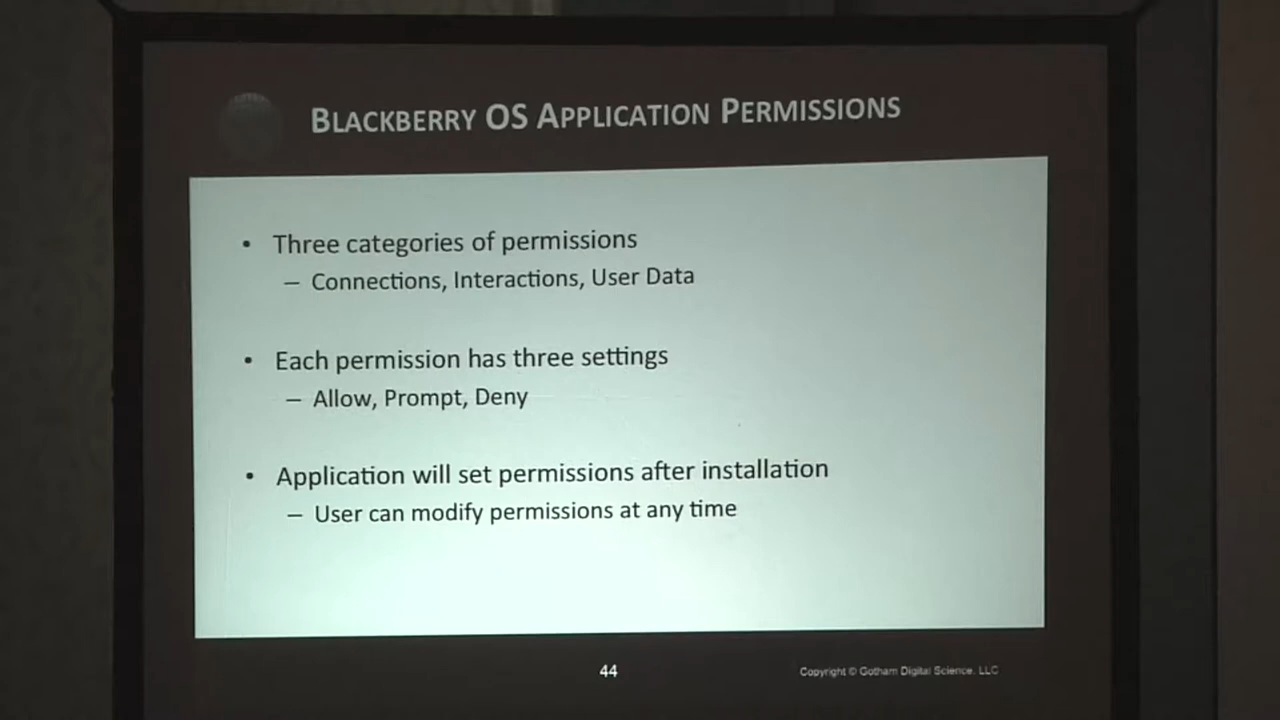 BLACKBERRY OS APPLICATION PERMISSIONS
• Three categories of permissions
– Connections, Interactions, User Data
• Each permission has three settings
– Allow, Prompt, Deny
• Application will set permissions after installation
– User can modify permissions at any time
44
Copyright © Gotham Digital Science, LLC